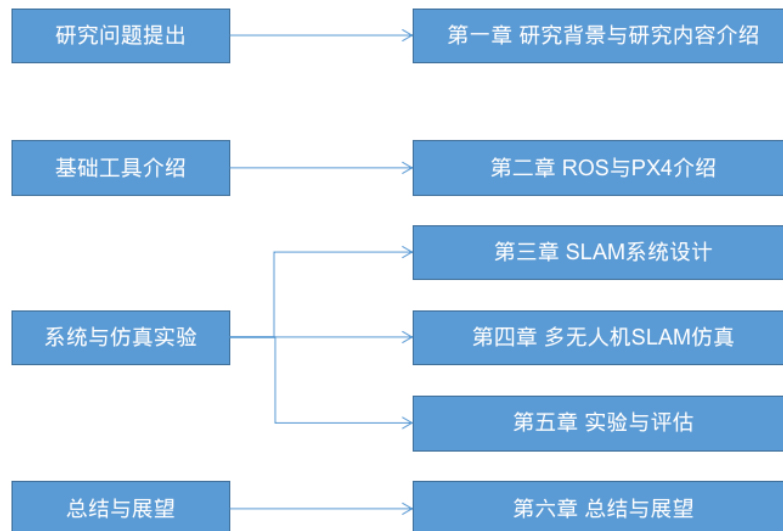 研究问题提出
第一章 研究背景与研究内容介绍
基础工具介绍
第二章 ROS与PX4介绍
系统与仿真实验
第三章 SLAM系统设计
第四章 多无人机SLAM仿真
第五章 实验与评估
总结与展望
第六章 总结与展望